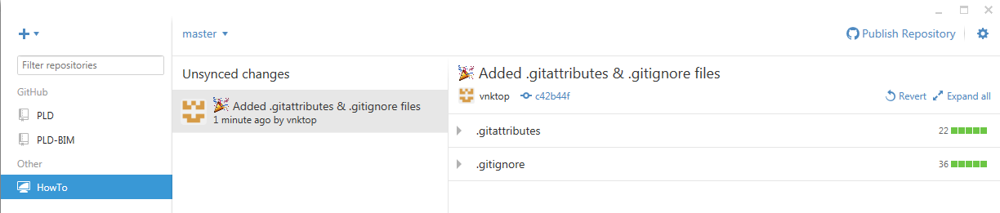 master
Publish Repository
Filter repositories
GitHub
PLD
PLD-BIM
Other
HowTo
Unsynced changes
Added .gitattributes & .gitignore files
1 minute ago by vnktop
Added .gitattributes & .gitignore files
vnktop c42b44f Revert Expand all
.gitattributes 22
.gitignore 36